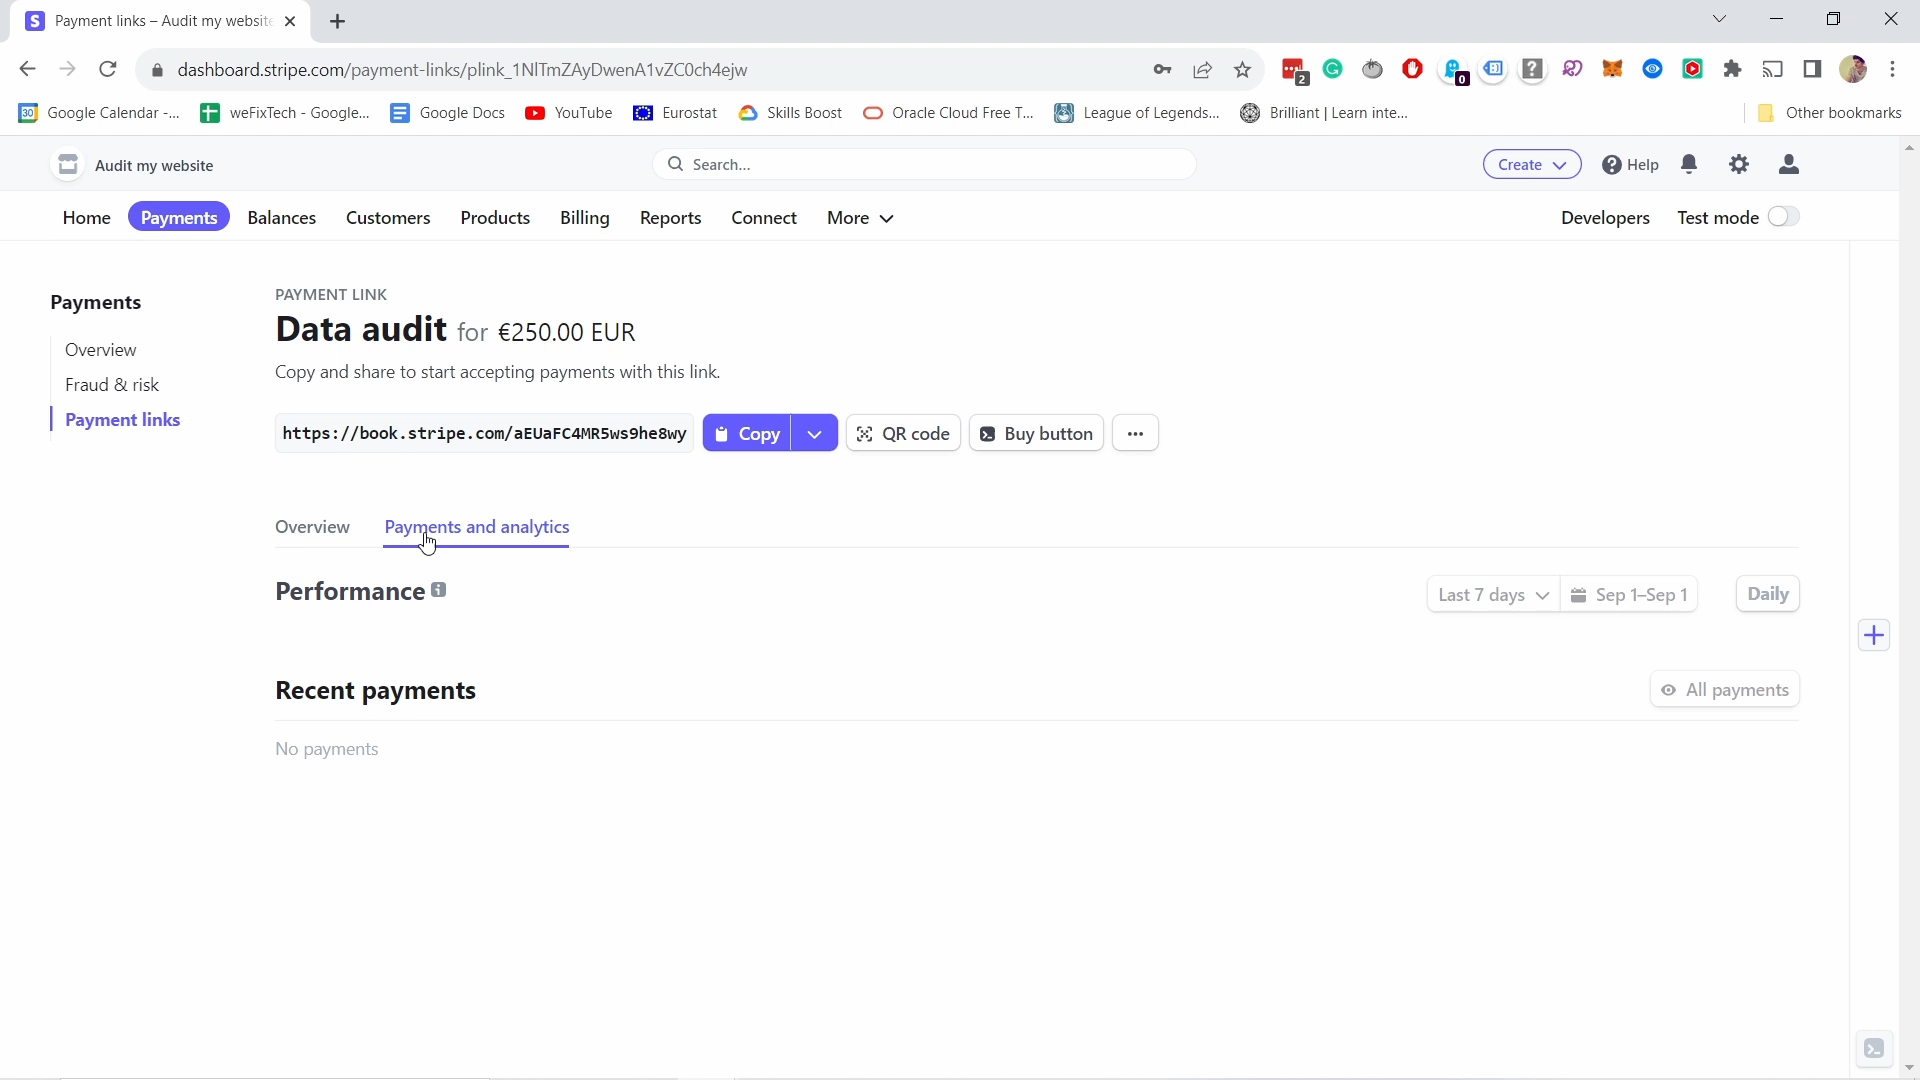 Payment links – Audit my website
dashboard.stripe.com/payment-links/plink_1NlTmZAyDwenA1vZC0ch4ejw
2
0
30 Google Calendar -... weFixTech - Google... Google Docs YouTube Eurostat Skills Boost Oracle Cloud Free T... League of Legends... Brilliant | Learn inte... Other bookmarks
Audit my website Search... Create Help
Home Payments Balances Customers Products Billing Reports Connect More Developers Test mode
Payments
Overview
Fraud & risk
Payment links
PAYMENT LINK
Data audit for €250.00 EUR
Copy and share to start accepting payments with this link.
https://book.stripe.com/aEUaFC4MR5ws9he8wy Copy QR code Buy button ...
Overview Payments and analytics
Performance Last 7 days Sep 1–Sep 1 Daily
Recent payments All payments
No payments